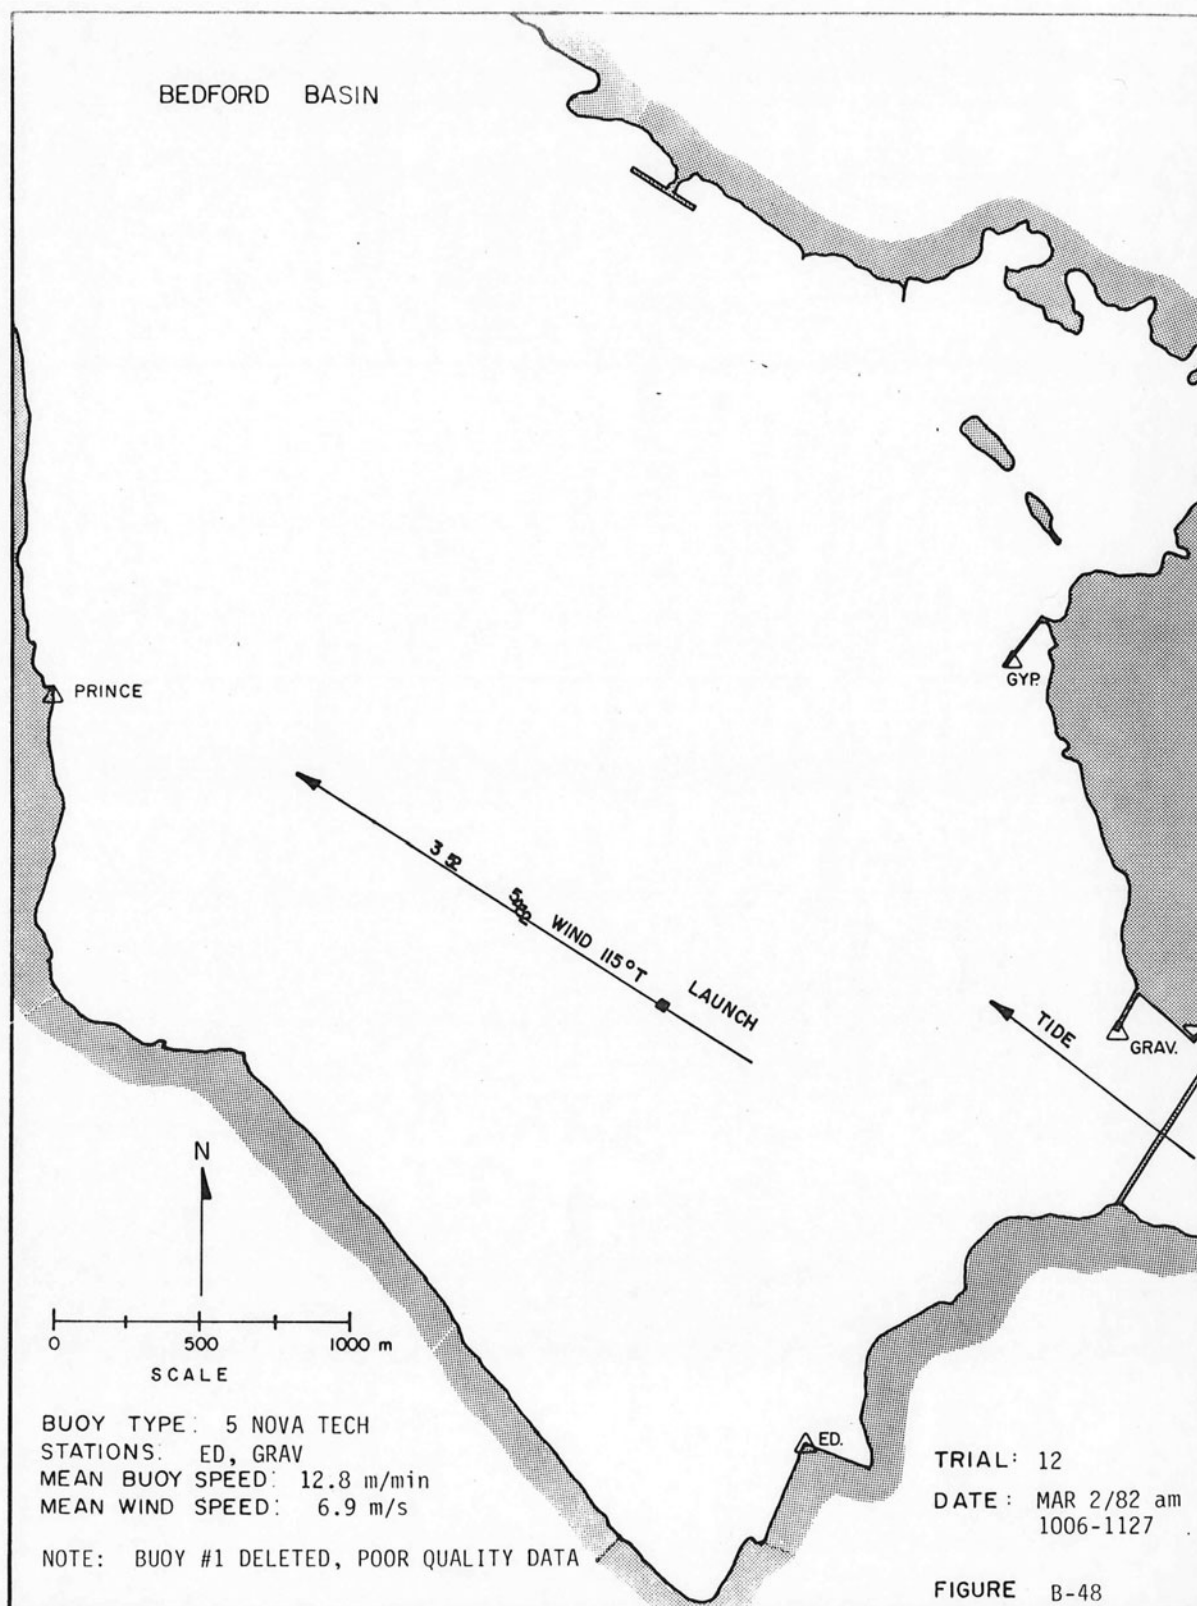 BEDFORD BASIN
PRINCE
GYP.
3 52
WIND 115°T
LAUNCH
TIDE
GRAV.
N
0 500 1000 m
SCALE
ED.
BUOY TYPE: 5 NOVA TECH
STATIONS: ED, GRAV
MEAN BUOY SPEED: 12.8 m/min
MEAN WIND SPEED: 6.9 m/s
NOTE: BUOY #1 DELETED, POOR QUALITY DATA
TRIAL: 12
DATE: MAR 2/82 am
1006-1127
FIGURE B-48